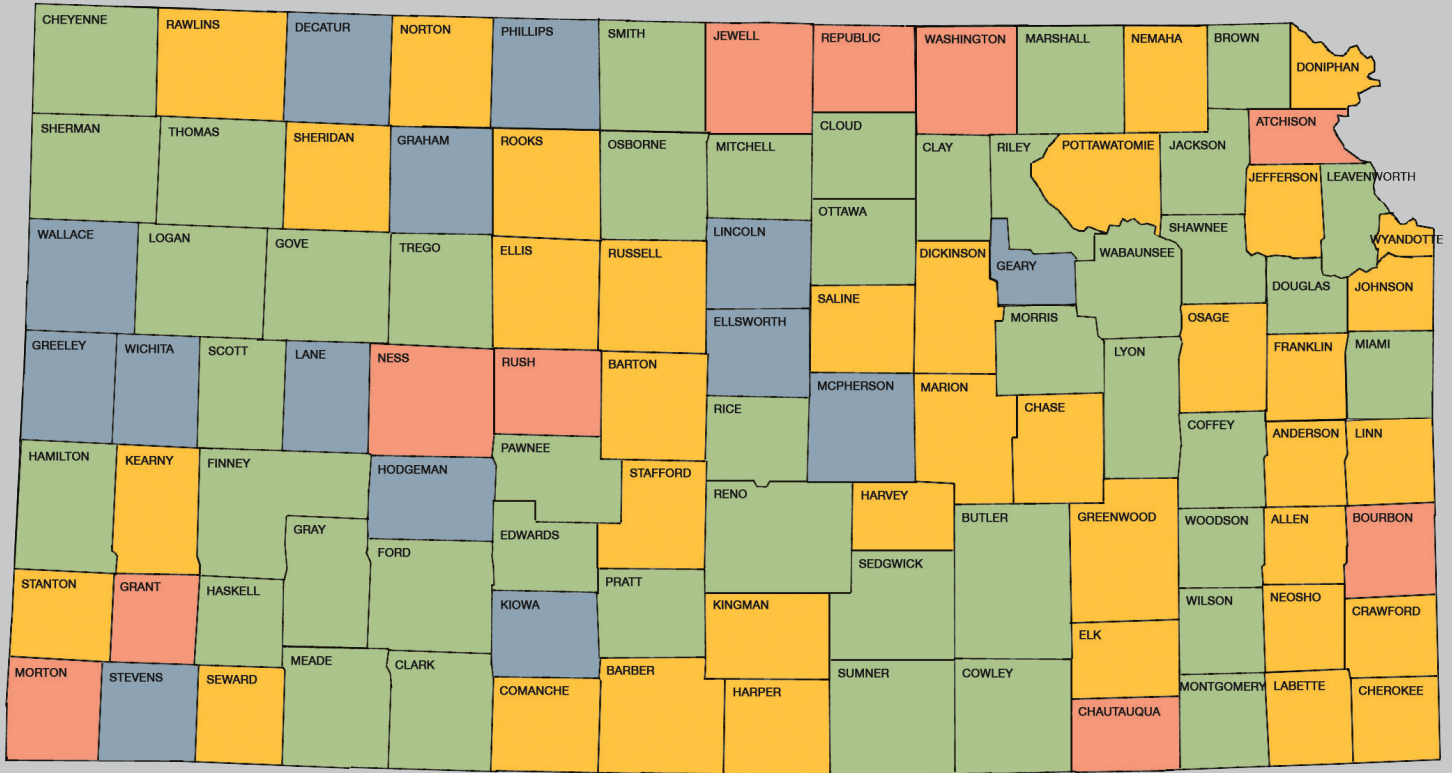 CHEYENNE
RAWLINS
DECATUR
NORTON
PHILLIPS
SMITH
JEWELL
REPUBLIC
WASHINGTON
MARSHALL
NEMAHA
BROWN
DONIPHAN
SHERMAN
THOMAS
SHERIDAN
GRAHAM
ROOKS
OSBORNE
MITCHELL
CLOUD
CLAY
RILEY
POTTAWATOMIE
JACKSON
ATCHISON
JEFFERSON
LEAVENWORTH
WALLACE
LOGAN
GOVE
TREGO
ELLIS
RUSSELL
LINCOLN
OTTAWA
DICKINSON
GEARY
WABAUNSEE
SHAWNEE
WYANDOTTE
DOUGLAS
JOHNSON
SALINE
ELLSWORTH
MORRIS
OSAGE
GREELEY
WICHITA
SCOTT
LANE
NESS
RUSH
BARTON
LYON
FRANKLIN
MIAMI
RICE
MCPHERSON
MARION
CHASE
COFFEY
ANDERSON
LINN
HAMILTON
KEARNY
FINNEY
HODGEMAN
PAWNEE
STAFFORD
RENO
HARVEY
BUTLER
GREENWOOD
WOODSON
ALLEN
BOURBON
GRAY
FORD
EDWARDS
SEDGWICK
STANTON
GRANT
HASKELL
KIOWA
PRATT
KINGMAN
ELK
WILSON
NEOSHO
CRAWFORD
MORTON
STEVENS
SEWARD
MEADE
CLARK
COMANCHE
BARBER
HARPER
SUMNER
COWLEY
CHAUTAUQUA
MONTGOMERY
LABETTE
CHEROKEE